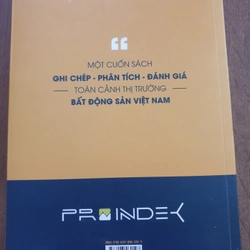 MỘT CUỐN SÁCH
GHI CHÉP - PHÂN TÍCH - ĐÁNH GIÁ
TOÀN CẢNH THỊ TRƯỜNG
BẤT ĐỘNG SẢN VIỆT NAM
PROINDEX